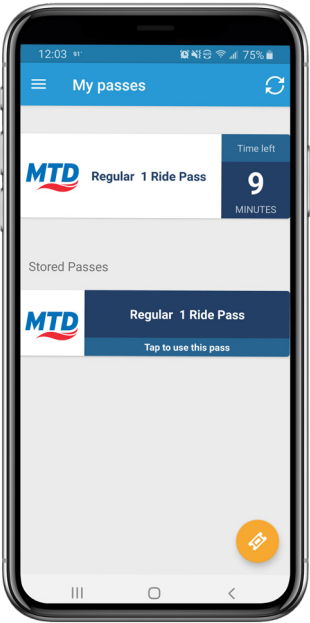 12:03 91°
75%
My passes
MTD
Regular 1 Ride Pass
Time left
9
MINUTES
Stored Passes
MTD
Regular 1 Ride Pass
Tap to use this pass